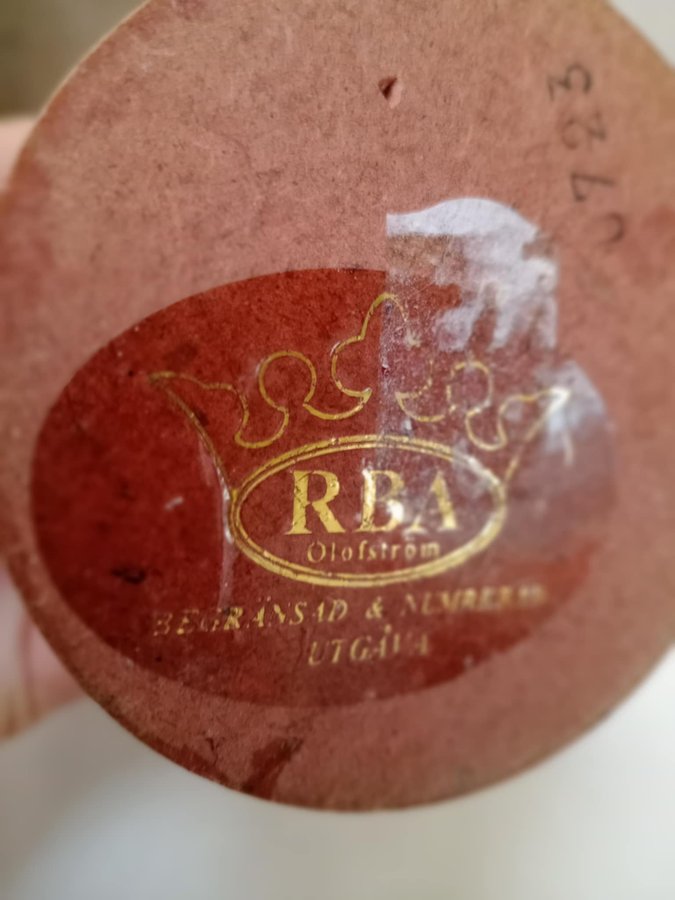 0723
RBA
Olofström
BEGRÄNSAD & NUMRERAD
UTGÅVA